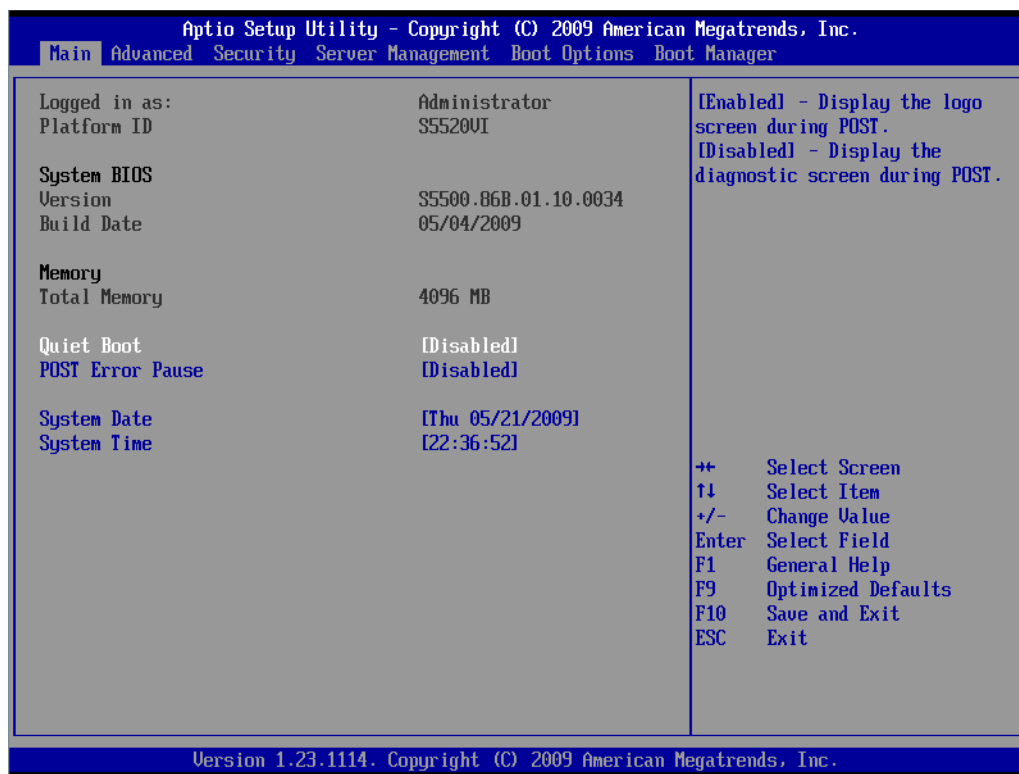 Aptio Setup Utility - Copyright (C) 2009 American Megatrends, Inc.
Main Advanced Security Server Management Boot Options Boot Manager
Logged in as: Administrator
Platform ID S5520VI
System BIOS
Version S5500.86B.01.10.0034
Build Date 05/04/2009
Memory
Total Memory 4096 MB
Quiet Boot [Disabled]
POST Error Pause [Disabled]
System Date [Thu 05/21/2009]
System Time [22:36:52]
[Enabled] - Display the logo
screen during POST.
[Disabled] - Display the
diagnostic screen during POST.
→← Select Screen
↑↓ Select Item
+/- Change Value
Enter Select Field
F1 General Help
F9 Optimized Defaults
F10 Save and Exit
ESC Exit
Version 1.23.1114. Copyright (C) 2009 American Megatrends, Inc.